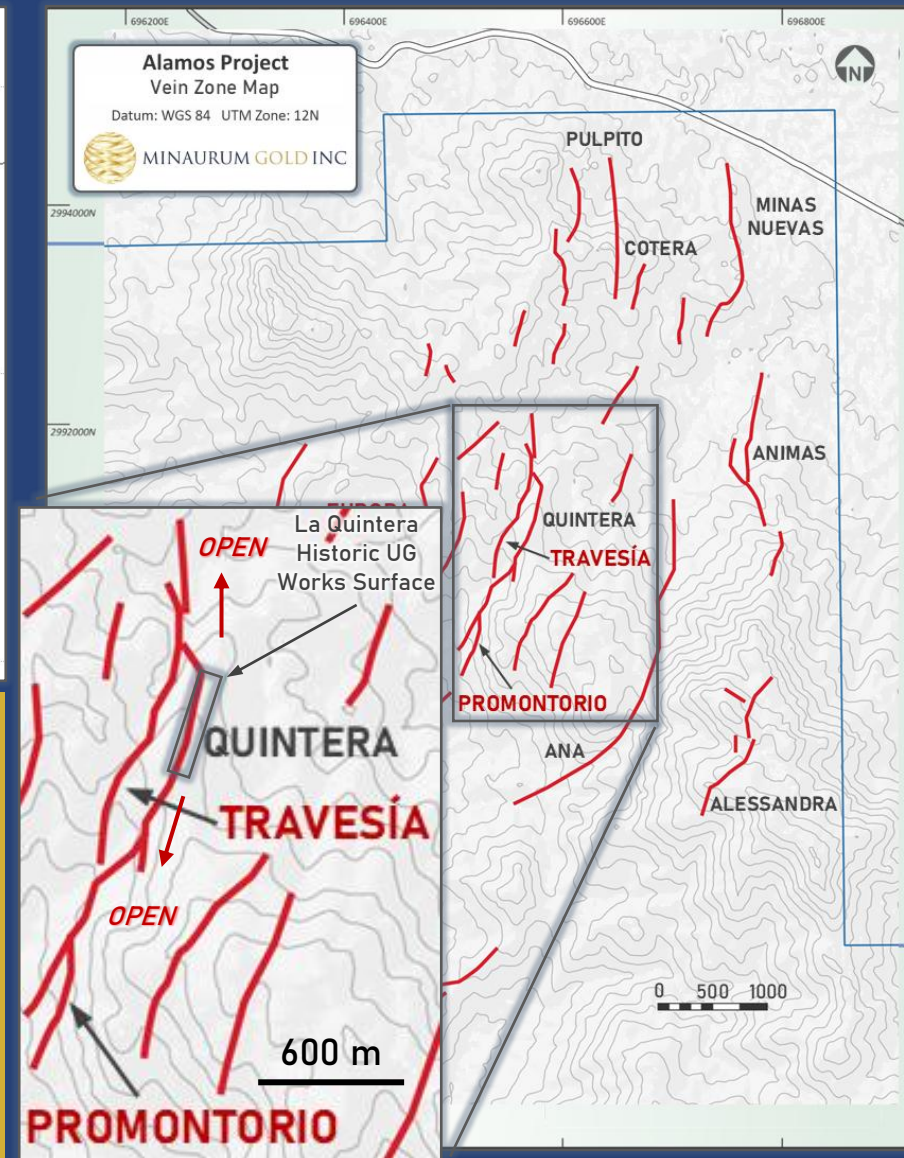 696200E
696400E
696600E
696800E
Alamos Project
Vein Zone Map
Datum: WGS 84 UTM Zone: 12N
MINAURUM GOLD INC
N
2994000N
2992000N
PULPITO
MINAS
NUEVAS
COTERA
ANIMAS
QUINTERA
TRAVESÍA
PROMONTORIO
ANA
ALESSANDRA
0 500 1000
OPEN
La Quintera
Historic UG
Works Surface
QUINTERA
TRAVESÍA
OPEN
600 m
PROMONTORIO